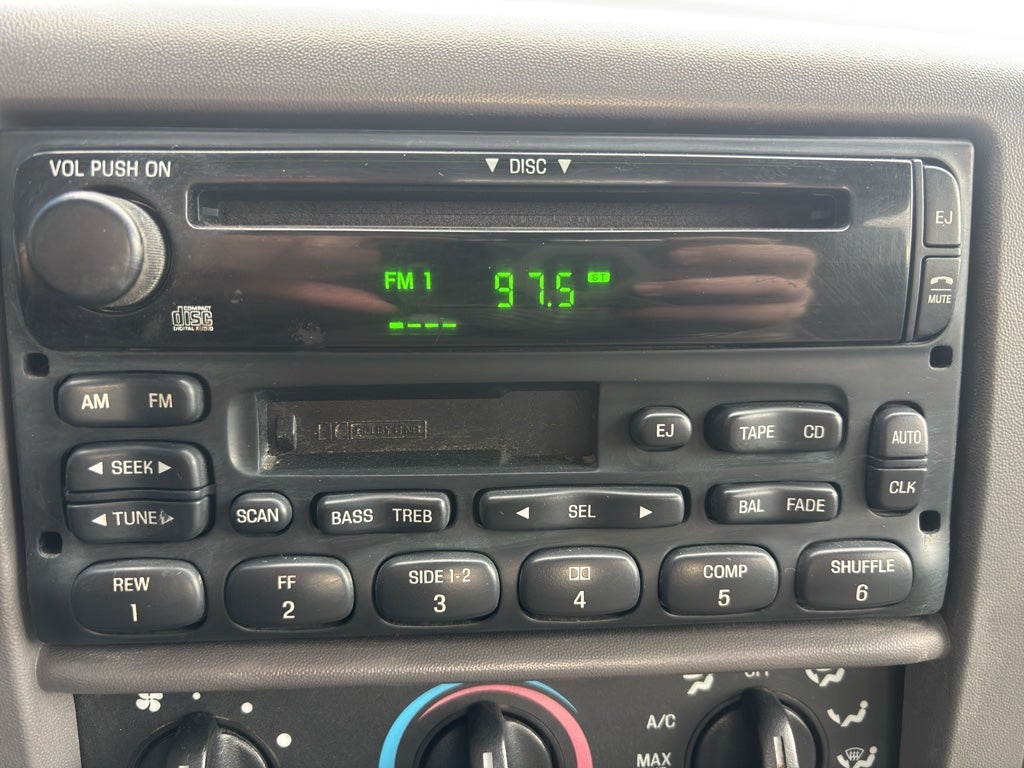 VOL PUSH ON
▼ DISC ▼
EJ
FM 1 97.5 ST
MUTE
COMPACT
disc
DIGITAL AUDIO
AM FM
EJ
TAPE CD
AUTO
◀ SEEK ▶
CLK
◀ TUNE ▶
SCAN
BASS TREB
◀ SEL ▶
BAL FADE
REW
1
FF
2
SIDE 1-2
3
4
COMP
5
SHUFFLE
6
A/C
MAX